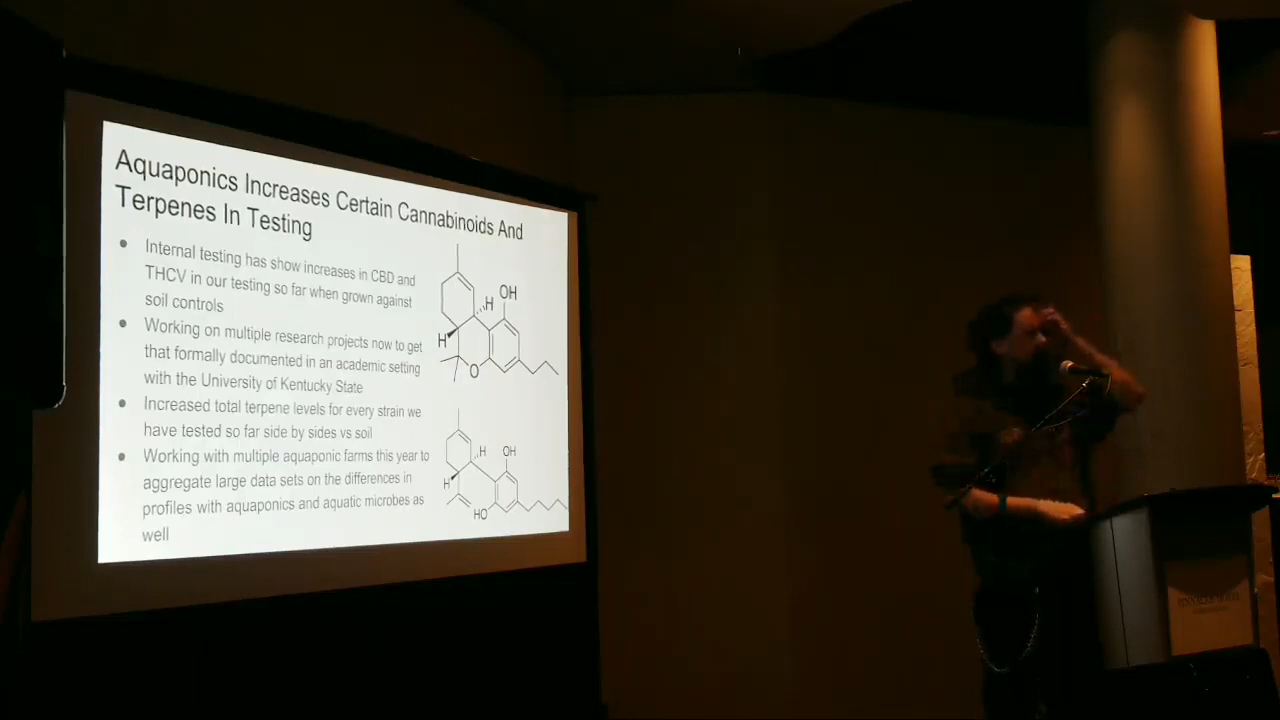 Aquaponics Increases Certain Cannabinoids And
Terpenes In Testing
Internal testing has show increases in CBD and
THCV in our testing so far when grown against
soil controls
Working on multiple research projects now to get
that formally documented in an academic setting
with the University of Kentucky State
Increased total terpene levels for every strain we
have tested so far side by sides vs soil
Working with multiple aquaponic farms this year to
aggregate large data sets on the differences in
profiles with aquaponics and aquatic microbes as
well
OH
H
H
O
OH
H
H
HO